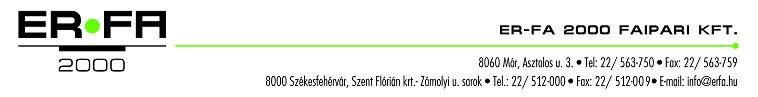 ER•FA
2000
ER-FA 2000 FAIPARI KFT.
8060 Mór, Asztalos u. 3. • Tel: 22/ 563-750 • Fax: 22/ 563-759
8000 Székesfehérvár, Szent Flórián krt.- Zámolyi u. sarok • Tel.: 22/ 512-000 • Fax: 22/ 512-009• E-mail: info@erfa.hu